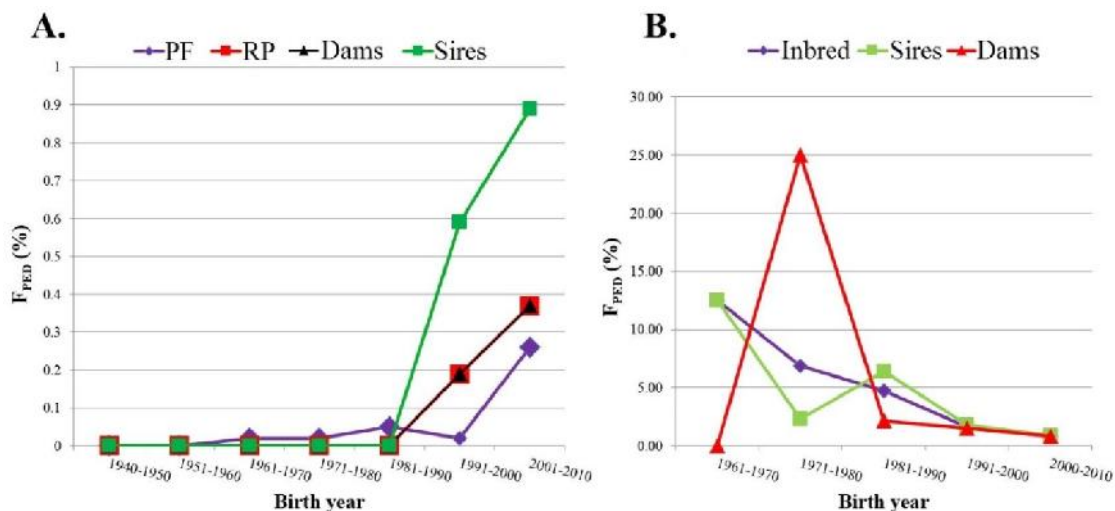 A.
PF RP Dams Sires
1
0.9
0.8
0.7
0.6
0.5
0.4
0.3
0.2
0.1
0
F_PED (%)
1940-1950 1951-1960 1961-1970 1971-1980 1981-1990 1991-2000 2001-2010
Birth year
B.
Inbred Sires Dams
30.00
25.00
20.00
15.00
10.00
5.00
0.00
F_PED (%)
1961-1970 1971-1980 1981-1990 1991-2000 2000-2010
Birth year